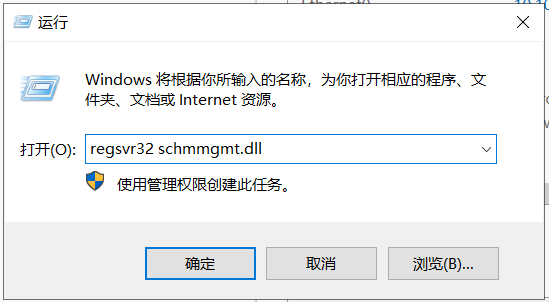 运行
Windows 将根据你所输入的名称，为你打开相应的程序、文
件夹、文档或 Internet 资源。
打开(O):
regsvr32 schmmgmt.dll
使用管理权限创建此任务。
确定
取消
浏览(B)...